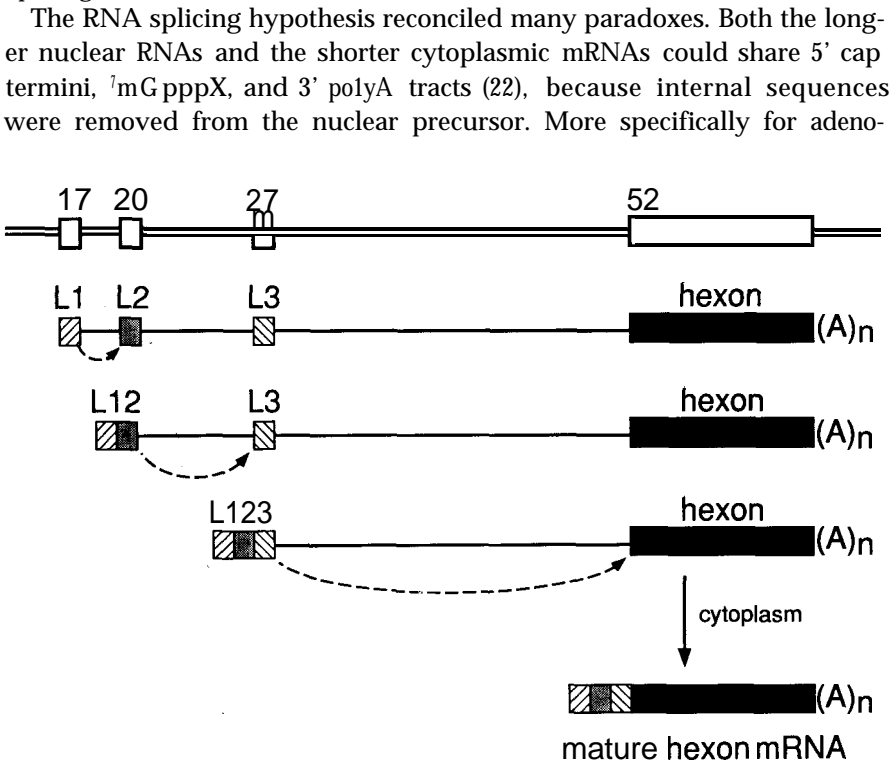 The RNA splicing hypothesis reconciled many paradoxes. Both the long-
er nuclear RNAs and the shorter cytoplasmic mRNAs could share 5’ cap
termini, ⁷mGpppX, and 3’ polyA tracts (22), because internal sequences
were removed from the nuclear precursor. More specifically for adeno-
17 20 27 52
L1 L2 L3 hexon
(A)n
L12 L3 hexon
(A)n
L123 hexon
(A)n
cytoplasm
(A)n
mature hexon mRNA